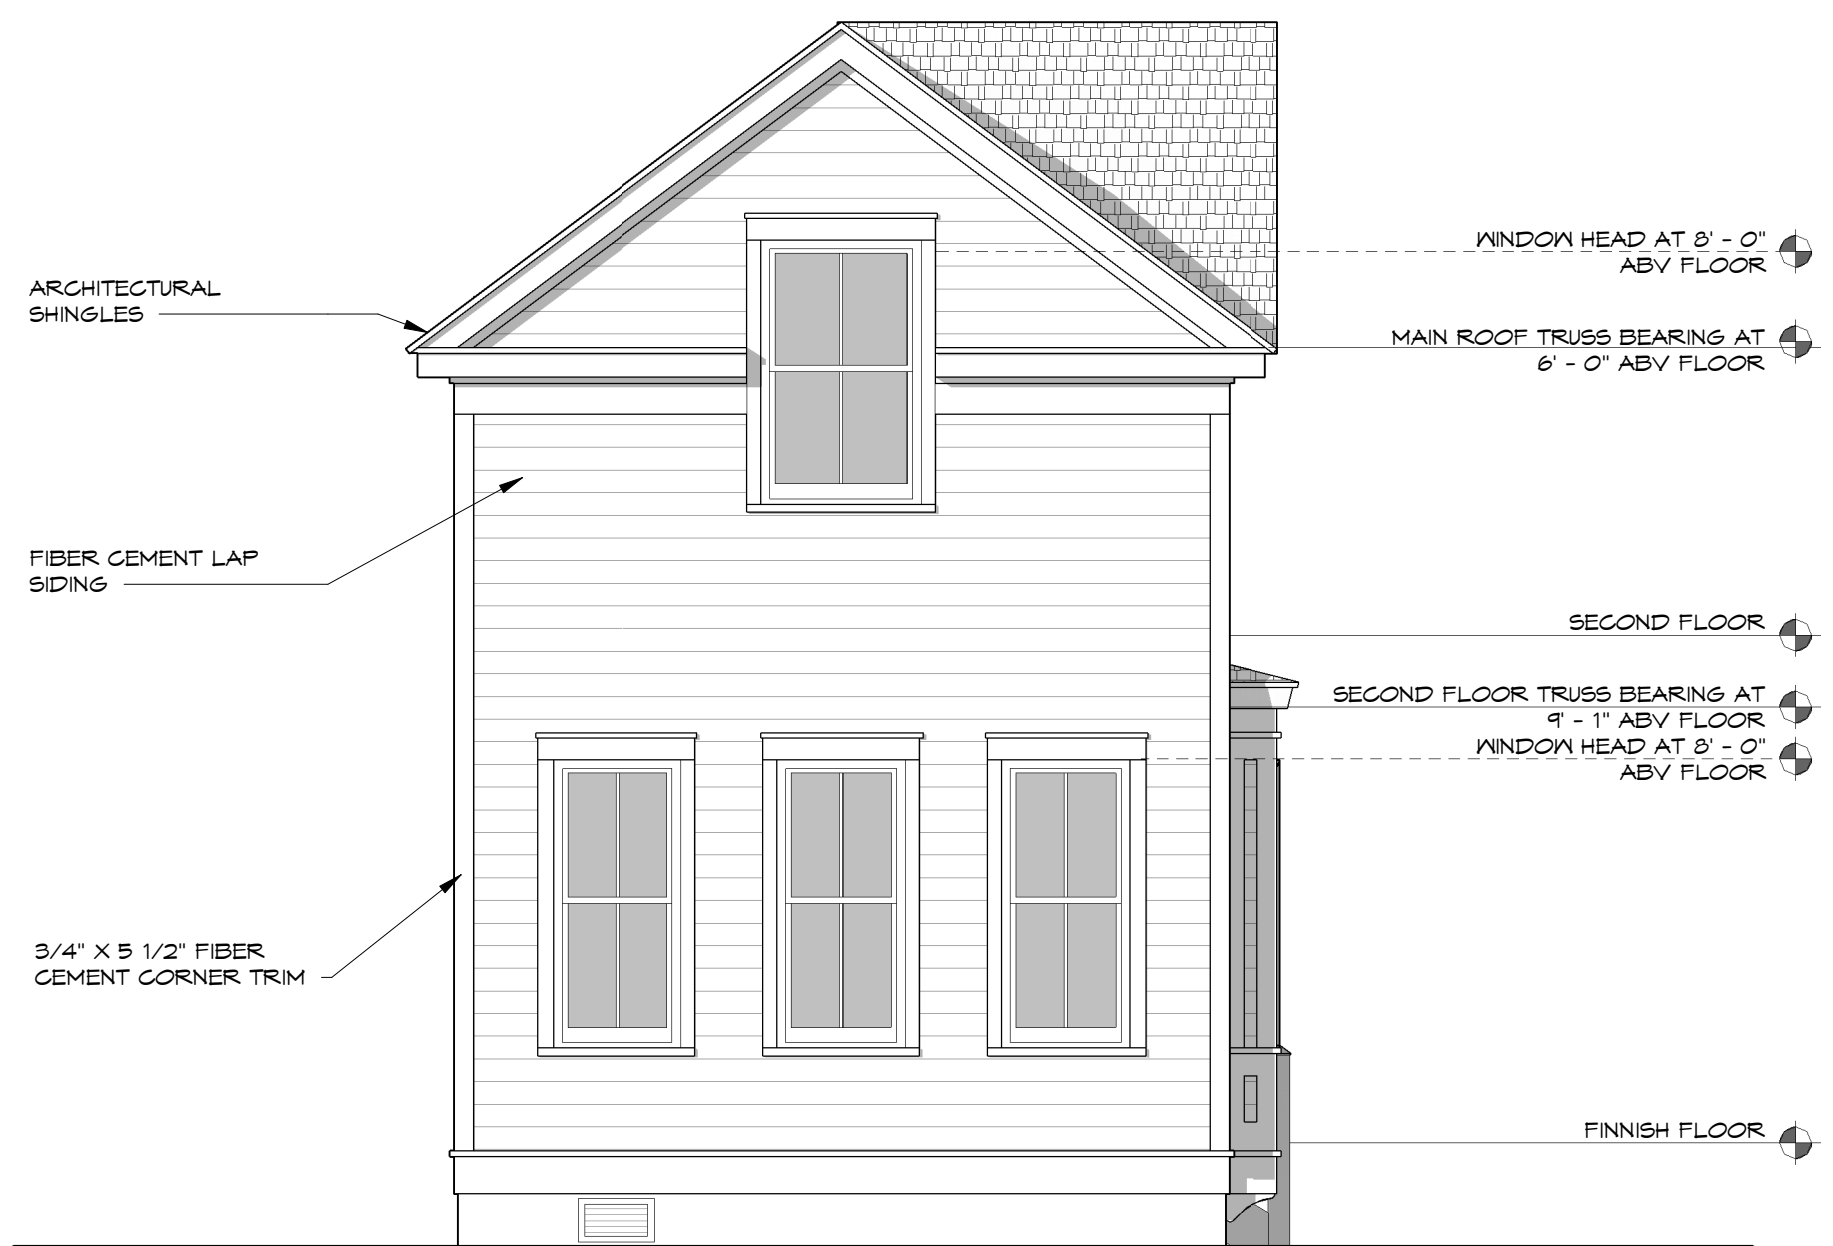 WINDOW HEAD AT 8' - 0"
ABV FLOOR
ARCHITECTURAL
SHINGLES
MAIN ROOF TRUSS BEARING AT
6' - 0" ABV FLOOR
FIBER CEMENT LAP
SIDING
SECOND FLOOR
SECOND FLOOR TRUSS BEARING AT
9' - 1" ABV FLOOR
WINDOW HEAD AT 8' - 0"
ABV FLOOR
3/4" X 5 1/2" FIBER
CEMENT CORNER TRIM
FINNISH FLOOR